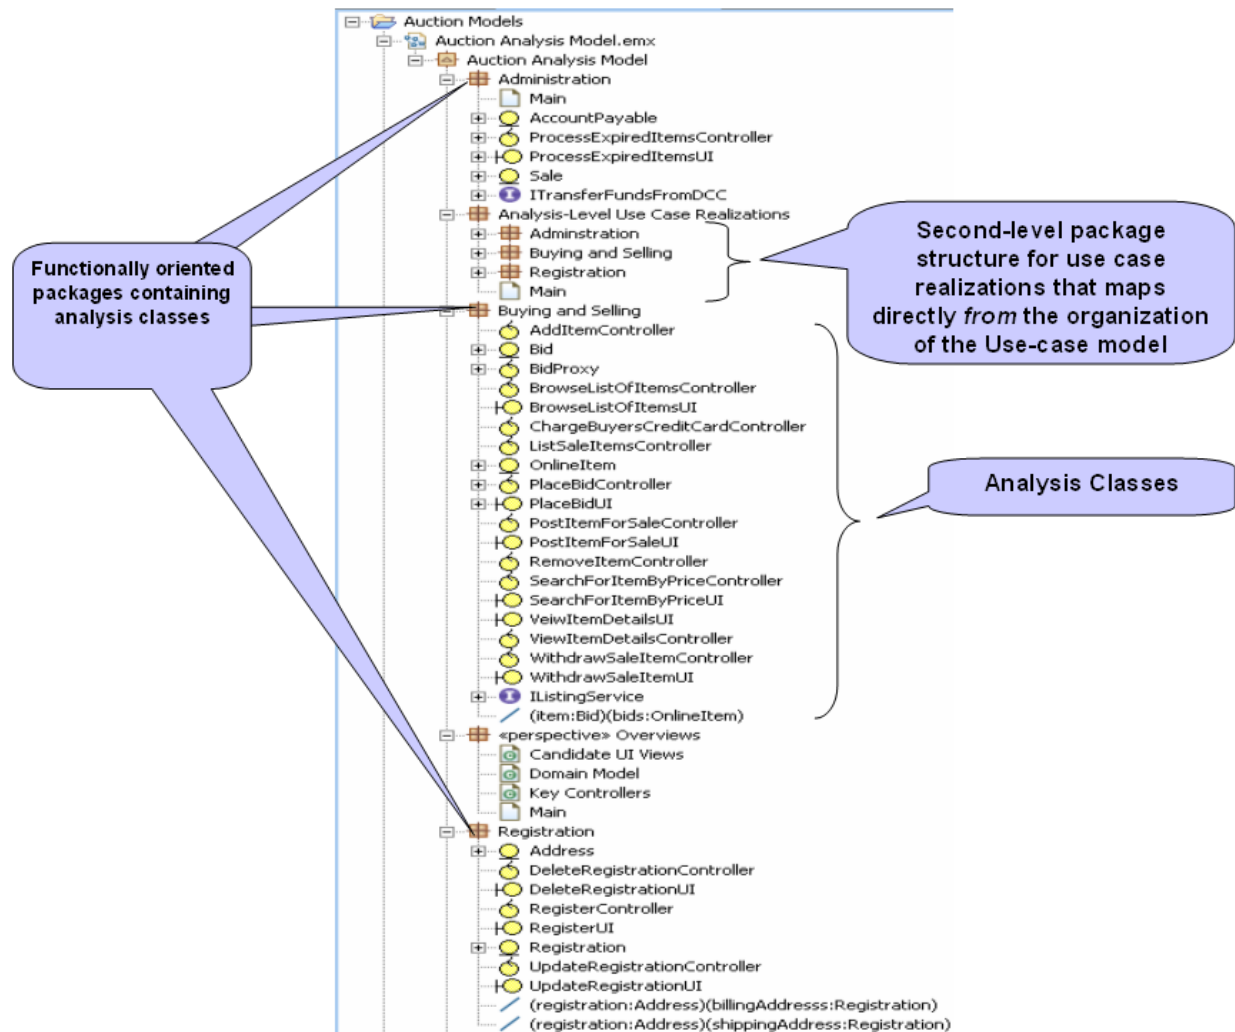 Auction Models
Auction Analysis Model.emx
Auction Analysis Model
Administration
Main
AccountPayable
ProcessExpiredItemsController
ProcessExpiredItemsUI
Sale
ITransferFundsFromDCC
Analysis-Level Use Case Realizations
Adminstration
Buying and Selling
Registration
Main
Buying and Selling
AddItemController
Bid
BidProxy
BrowseListOfItemsController
BrowseListOfItemsUI
ChargeBuyersCreditCardController
ListSaleItemsController
OnlineItem
PlaceBidController
PlaceBidUI
PostItemForSaleController
PostItemForSaleUI
RemoveItemController
SearchForItemByPriceController
SearchForItemByPriceUI
VeiwItemDetailsUI
ViewItemDetailsController
WithdrawSaleItemController
WithdrawSaleItemUI
IListingService
(item:Bid)(bids:OnlineItem)
«perspective» Overviews
Candidate UI Views
Domain Model
Key Controllers
Main
Registration
Address
DeleteRegistrationController
DeleteRegistrationUI
RegisterController
RegisterUI
Registration
UpdateRegistrationController
UpdateRegistrationUI
(registration:Address)(billingAddresss:Registration)
(registration:Address)(shippingAddress:Registration)
Functionally oriented
packages containing
analysis classes
Second-level package
structure for use case
realizations that maps
directly from the organization
of the Use-case model
Analysis Classes